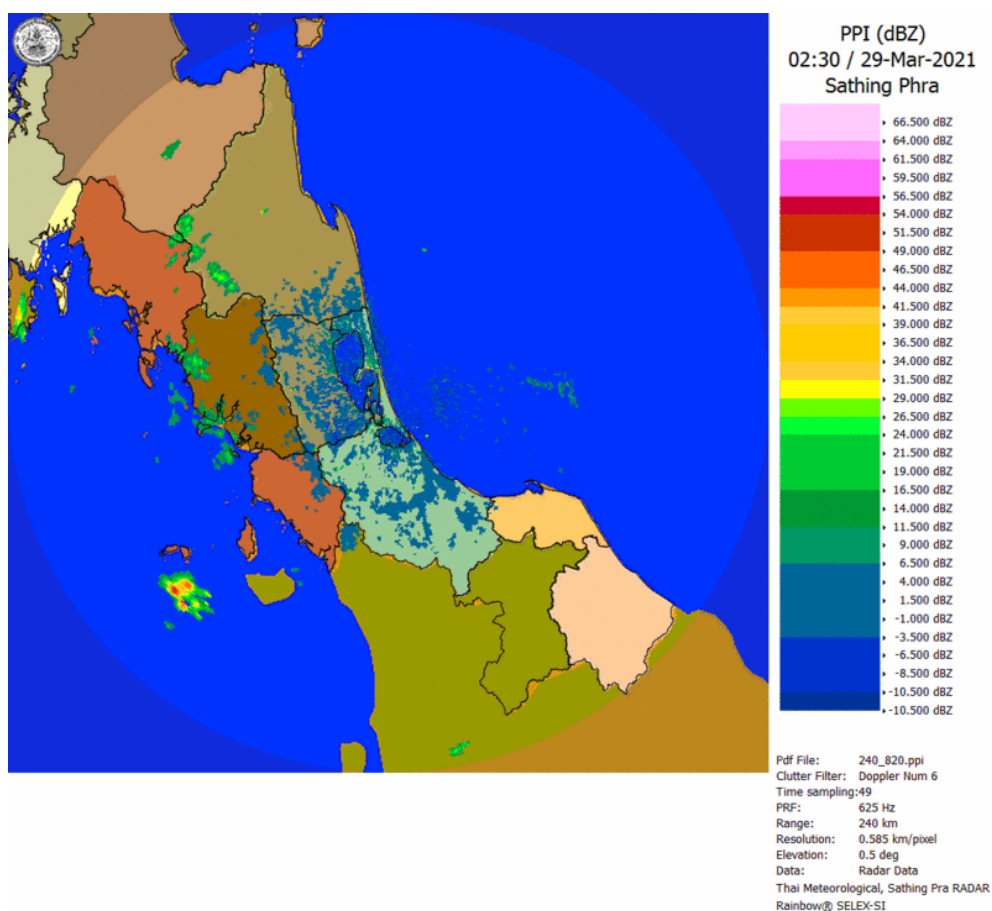 PPI (dBZ)
02:30 / 29-Mar-2021
Sathing Phra
66.500 dBZ
64.000 dBZ
61.500 dBZ
59.500 dBZ
56.500 dBZ
54.000 dBZ
51.500 dBZ
49.000 dBZ
46.500 dBZ
44.000 dBZ
41.500 dBZ
39.000 dBZ
36.500 dBZ
34.000 dBZ
31.500 dBZ
29.000 dBZ
26.500 dBZ
24.000 dBZ
21.500 dBZ
19.000 dBZ
16.500 dBZ
14.000 dBZ
11.500 dBZ
9.000 dBZ
6.500 dBZ
4.000 dBZ
1.500 dBZ
-1.000 dBZ
-3.500 dBZ
-6.500 dBZ
-8.500 dBZ
-10.500 dBZ
-10.500 dBZ
Pdf File: 240_820.ppi
Clutter Filter: Doppler Num 6
Time sampling:49
PRF: 625 Hz
Range: 240 km
Resolution: 0.585 km/pixel
Elevation: 0.5 deg
Data: Radar Data
Thai Meteorological, Sathing Pra RADAR
Rainbow® SELEX-SI